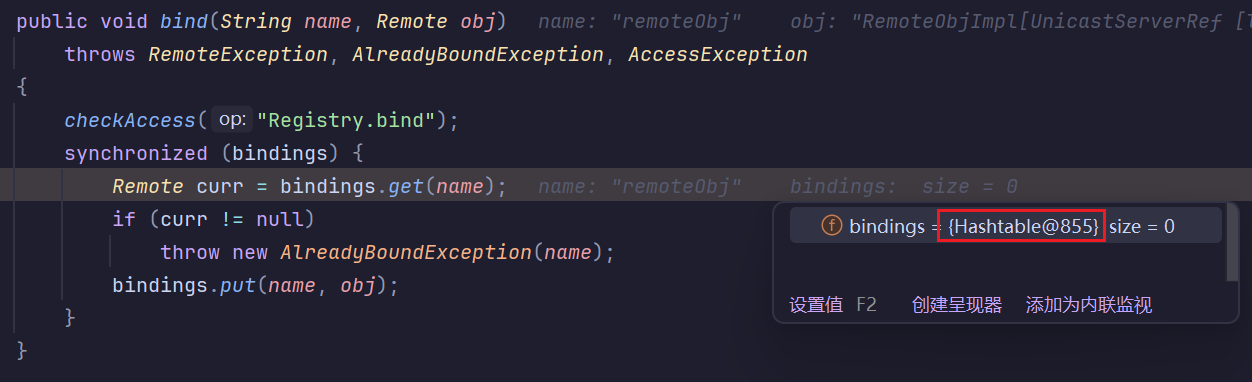 public void bind(String name, Remote obj)   name: "remoteObj"    obj: "RemoteObjImpl[UnicastServerRef [
    throws RemoteException, AlreadyBoundException, AccessException
{
    checkAccess( op: "Registry.bind");
    synchronized (bindings) {
        Remote curr = bindings.get(name);   name: "remoteObj"    bindings:  size = 0
        if (curr != null)
            throw new AlreadyBoundException(name);
        bindings.put(name, obj);
    }
}
f bindings = {Hashtable@855} size = 0
设置值 F2   创建呈现器   添加为内联监视